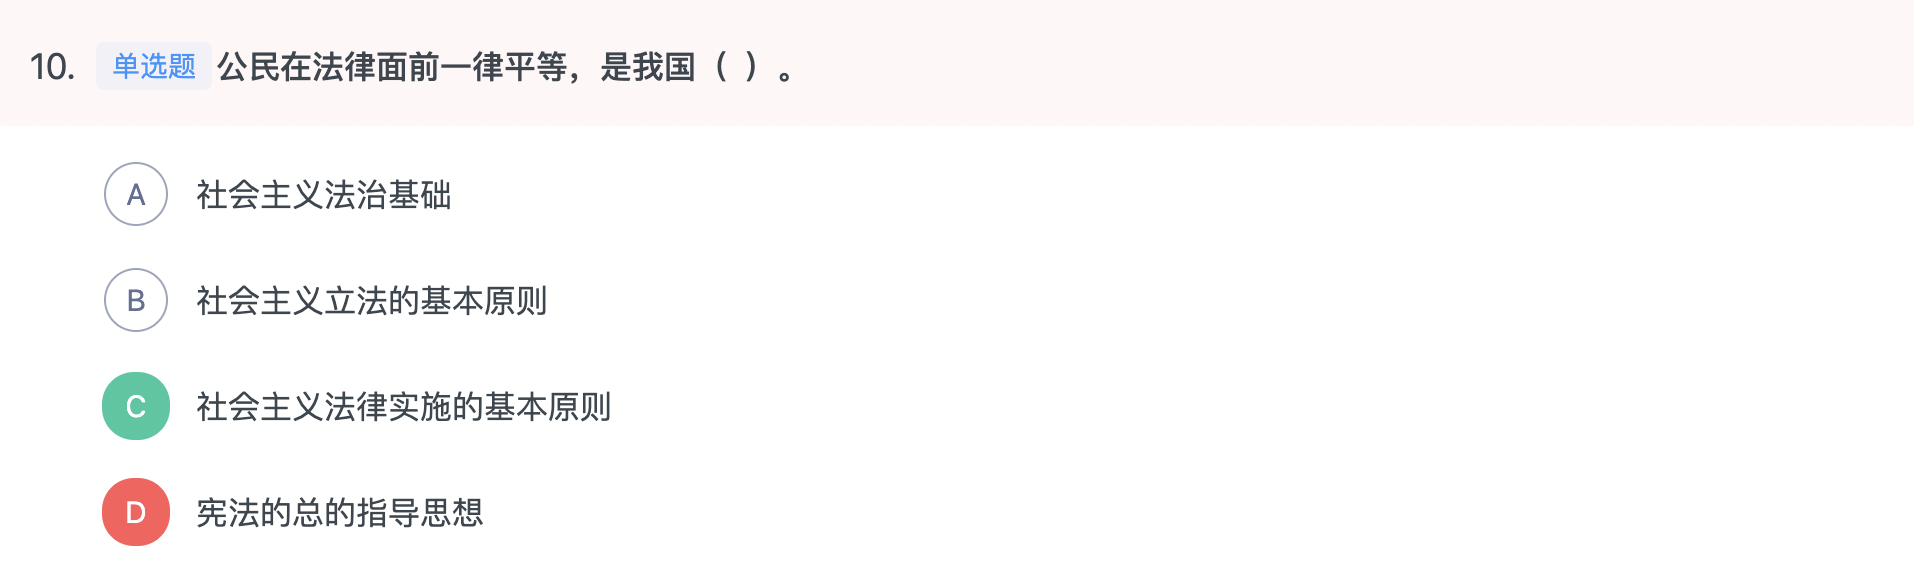 10. 单选题 公民在法律面前一律平等，是我国（ ）。
A 社会主义法治基础
B 社会主义立法的基本原则
C 社会主义法律实施的基本原则
D 宪法的总的指导思想